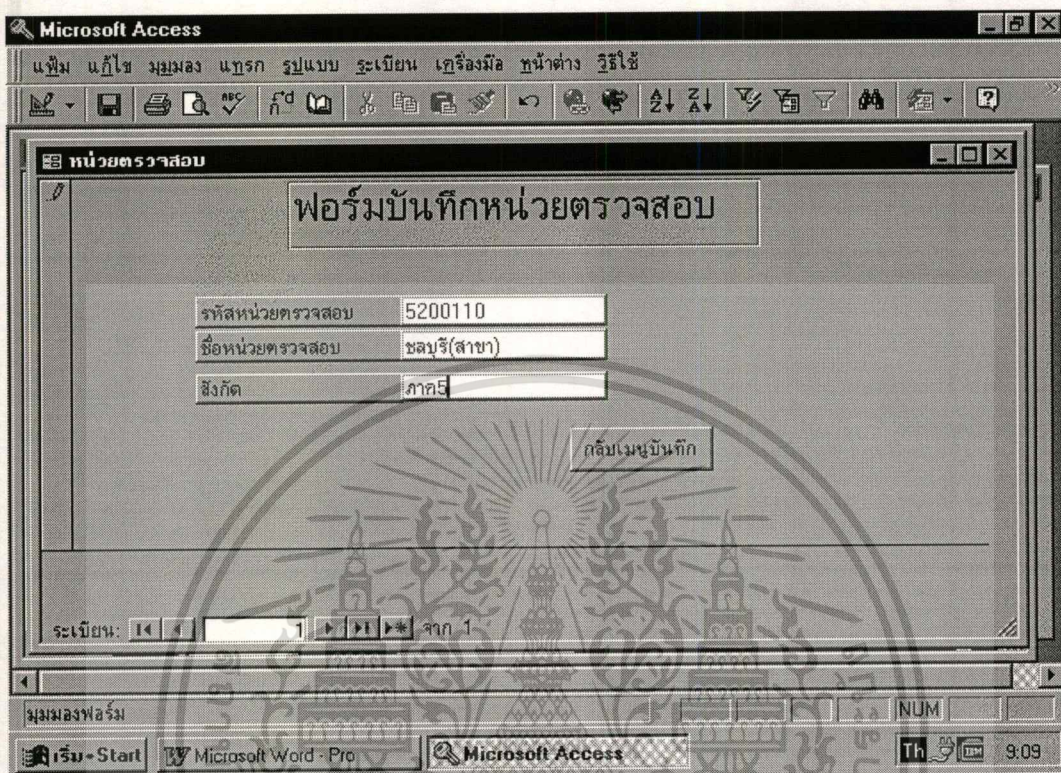 Microsoft Access
แฟ้ม แก้ไข มุมมอง แทรก รูปแบบ ระเบียน เครื่องมือ หน้าต่าง วิธีใช้
หน่วยตรวจสอบ
ฟอร์มบันทึกหน่วยตรวจสอบ
รหัสหน่วยตรวจสอบ 5200110
ชื่อหน่วยตรวจสอบ ชลบุรี(สาขา)
สังกัด ภาค5
กลับเมนูบันทึก
ระเบียน: 1 จาก 1
มุมมองฟอร์ม NUM
เริ่ม-Start Microsoft Word - Pro Microsoft Access Th 9:09